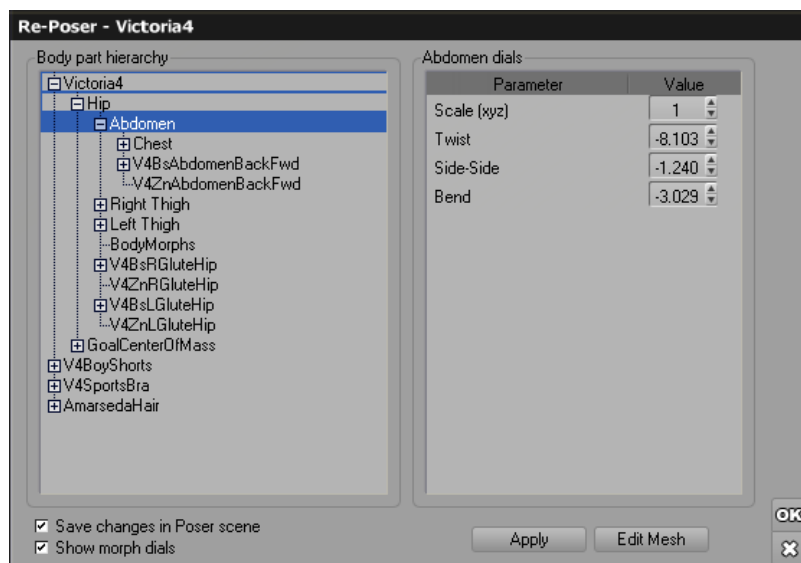 Re-Poser - Victoria4
Body part hierarchy
Victoria4
Hip
Abdomen
Chest
V4BsAbdomenBackFwd
V4ZnAbdomenBackFwd
Right Thigh
Left Thigh
BodyMorphs
V4BsRGluteHip
V4ZnRGluteHip
V4BsLGluteHip
V4ZnLGluteHip
GoalCenterOfMass
V4BoyShorts
V4SportsBra
AmarsedaHair
Abdomen dials
Parameter Value
Scale (xyz) 1
Twist -8.103
Side-Side -1.240
Bend -3.029
Save changes in Poser scene
Show morph dials
Apply Edit Mesh
OK